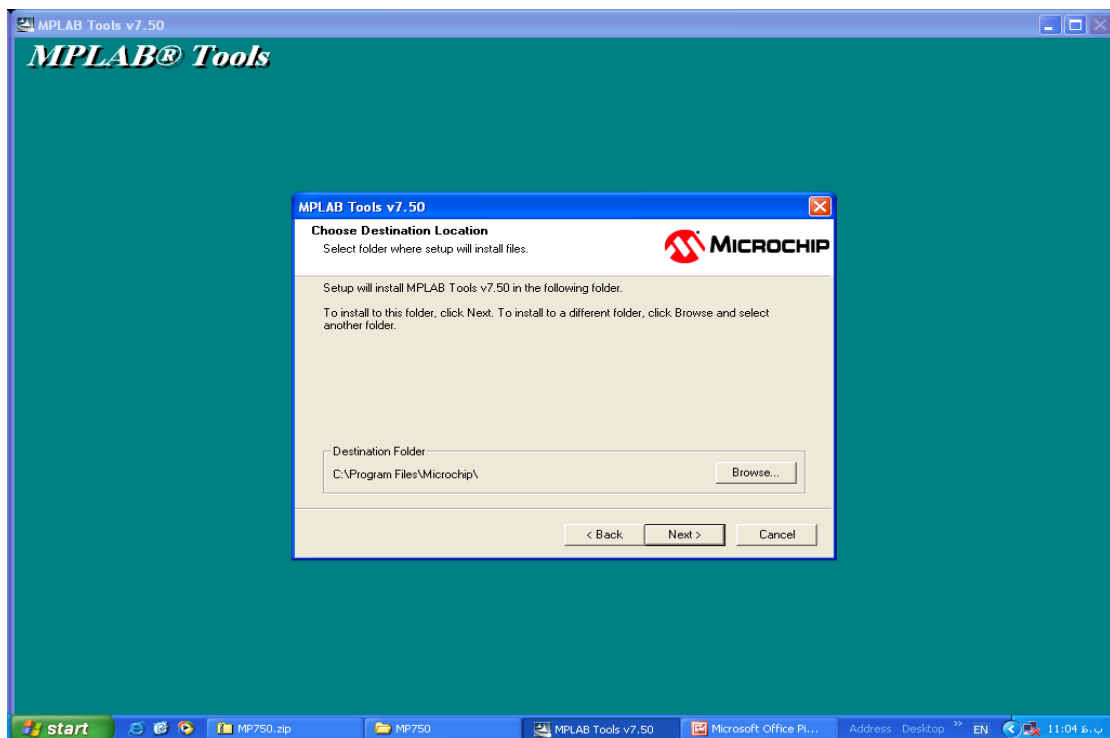 MPLAB Tools v7.50
MPLAB® Tools
MPLAB Tools v7.50
Choose Destination Location
Select folder where setup will install files.
MICROCHIP
Setup will install MPLAB Tools v7.50 in the following folder.
To install to this folder, click Next. To install to a different folder, click Browse and select
another folder.
Destination Folder
C:\Program Files\Microchip\
Browse...
< Back
Next >
Cancel
start
MP750.zip
MP750
MPLAB Tools v7.50
Microsoft Office Pi...
Address
Desktop
»
EN
11:04 ب.ظ